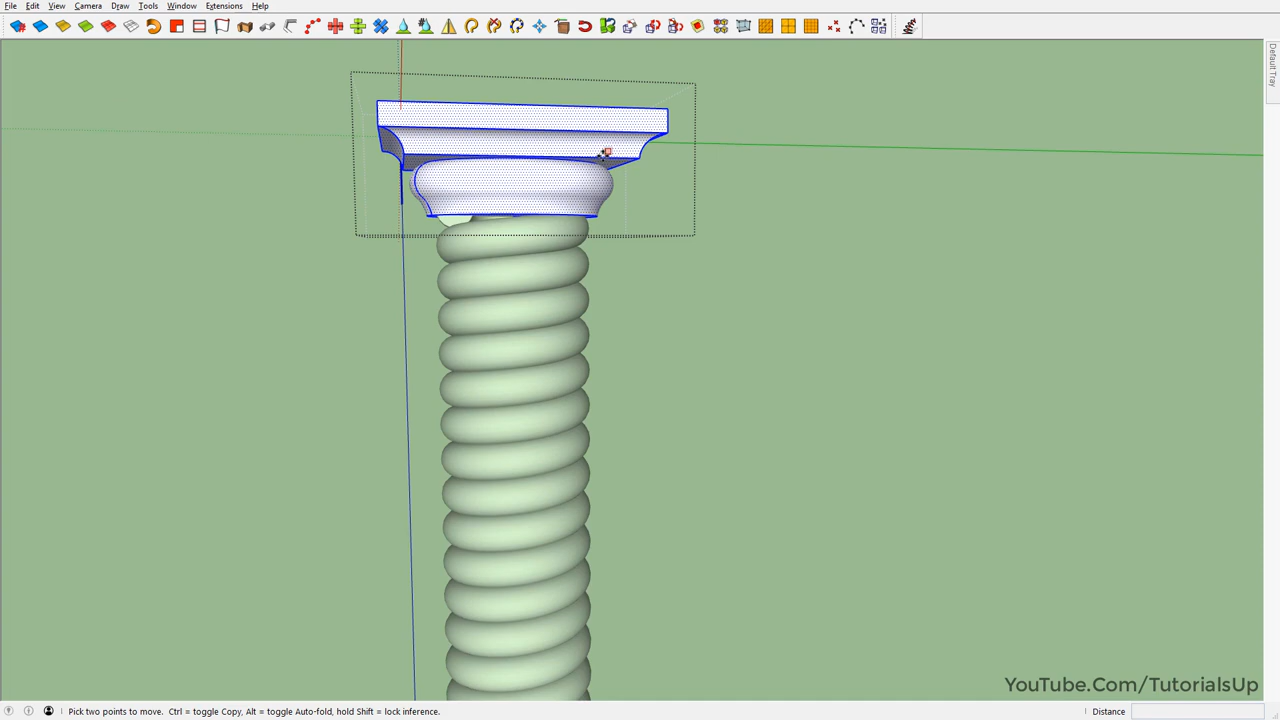 File Edit View Camera Draw Tools Window Extensions Help
Default Tray
YouTube.Com/TutorialsUp
Pick two points to move. Ctrl = toggle Copy, Alt = toggle Auto-fold, hold Shift = lock inference.
Distance